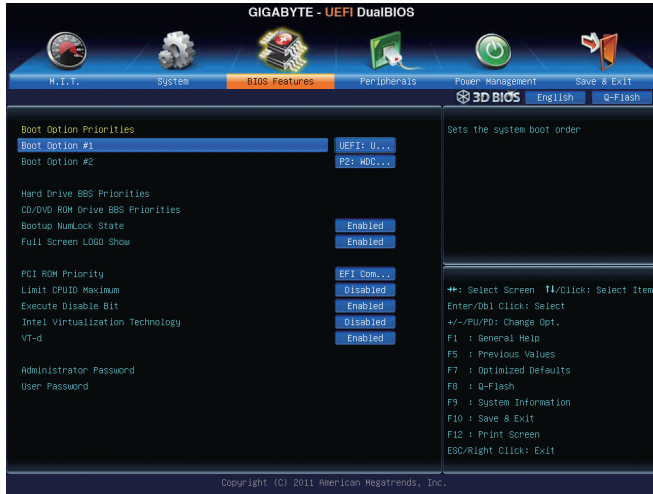 GIGABYTE - UEFI DualBIOS
M.I.T. System BIOS Features Peripherals Power Management Save & Exit
3D BIOS English Q-Flash
Boot Option Priorities
Boot Option #1 UEFI: U...
Boot Option #2 P2: WDC...
Hard Drive BBS Priorities
CD/DVD ROM Drive BBS Priorities
Bootup NumLock State Enabled
Full Screen LOGO Show Enabled
PCI ROM Priority EFI Com...
Limit CPUID Maximum Disabled
Execute Disable Bit Enabled
Intel Virtualization Technology Disabled
VT-d Enabled
Administrator Password
User Password
Sets the system boot order
→←: Select Screen ↑↓/Click: Select Item
Enter/Dbl Click: Select
+/-/PU/PD: Change Opt.
F1 : General Help
F5 : Previous Values
F7 : Optimized Defaults
F8 : Q-Flash
F9 : System Information
F10 : Save & Exit
F12 : Print Screen
ESC/Right Click: Exit
Copyright (C) 2011 American Megatrends, Inc.